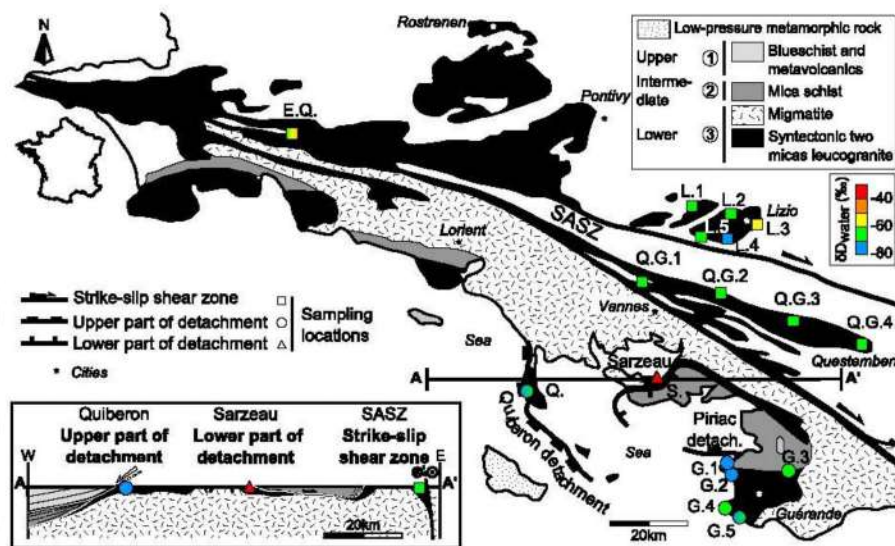 N
Rostrenen
Pontivy
E.Q.
Low-pressure metamorphic rock
Upper ① Blueschist and metavolcanics
Interme-
diate ② Mica schist
Migmatite
Lower ③ Syntectonic two micas leucogranite
δDwater (‰)
-40
-60
-80
L.1
L.2
Lizio
L.3
L.5
L.4
SASZ
Lorient
Q.G.1
Q.G.2
Q.G.3
Q.G.4
Vannes
Questembert
Strike-slip shear zone
Upper part of detachment
Lower part of detachment
Sampling locations
* Cities
Sea
Sarzeau
A
A'
Q.
S.
Quiberon detachment
Sea
Piriac detach.
G.1
G.2
G.3
G.4
G.5
Guérande
20km
Quiberon
Upper part of detachment
Sarzeau
Lower part of detachment
SASZ
Strike-slip shear zone
W
E
A
A'
20km